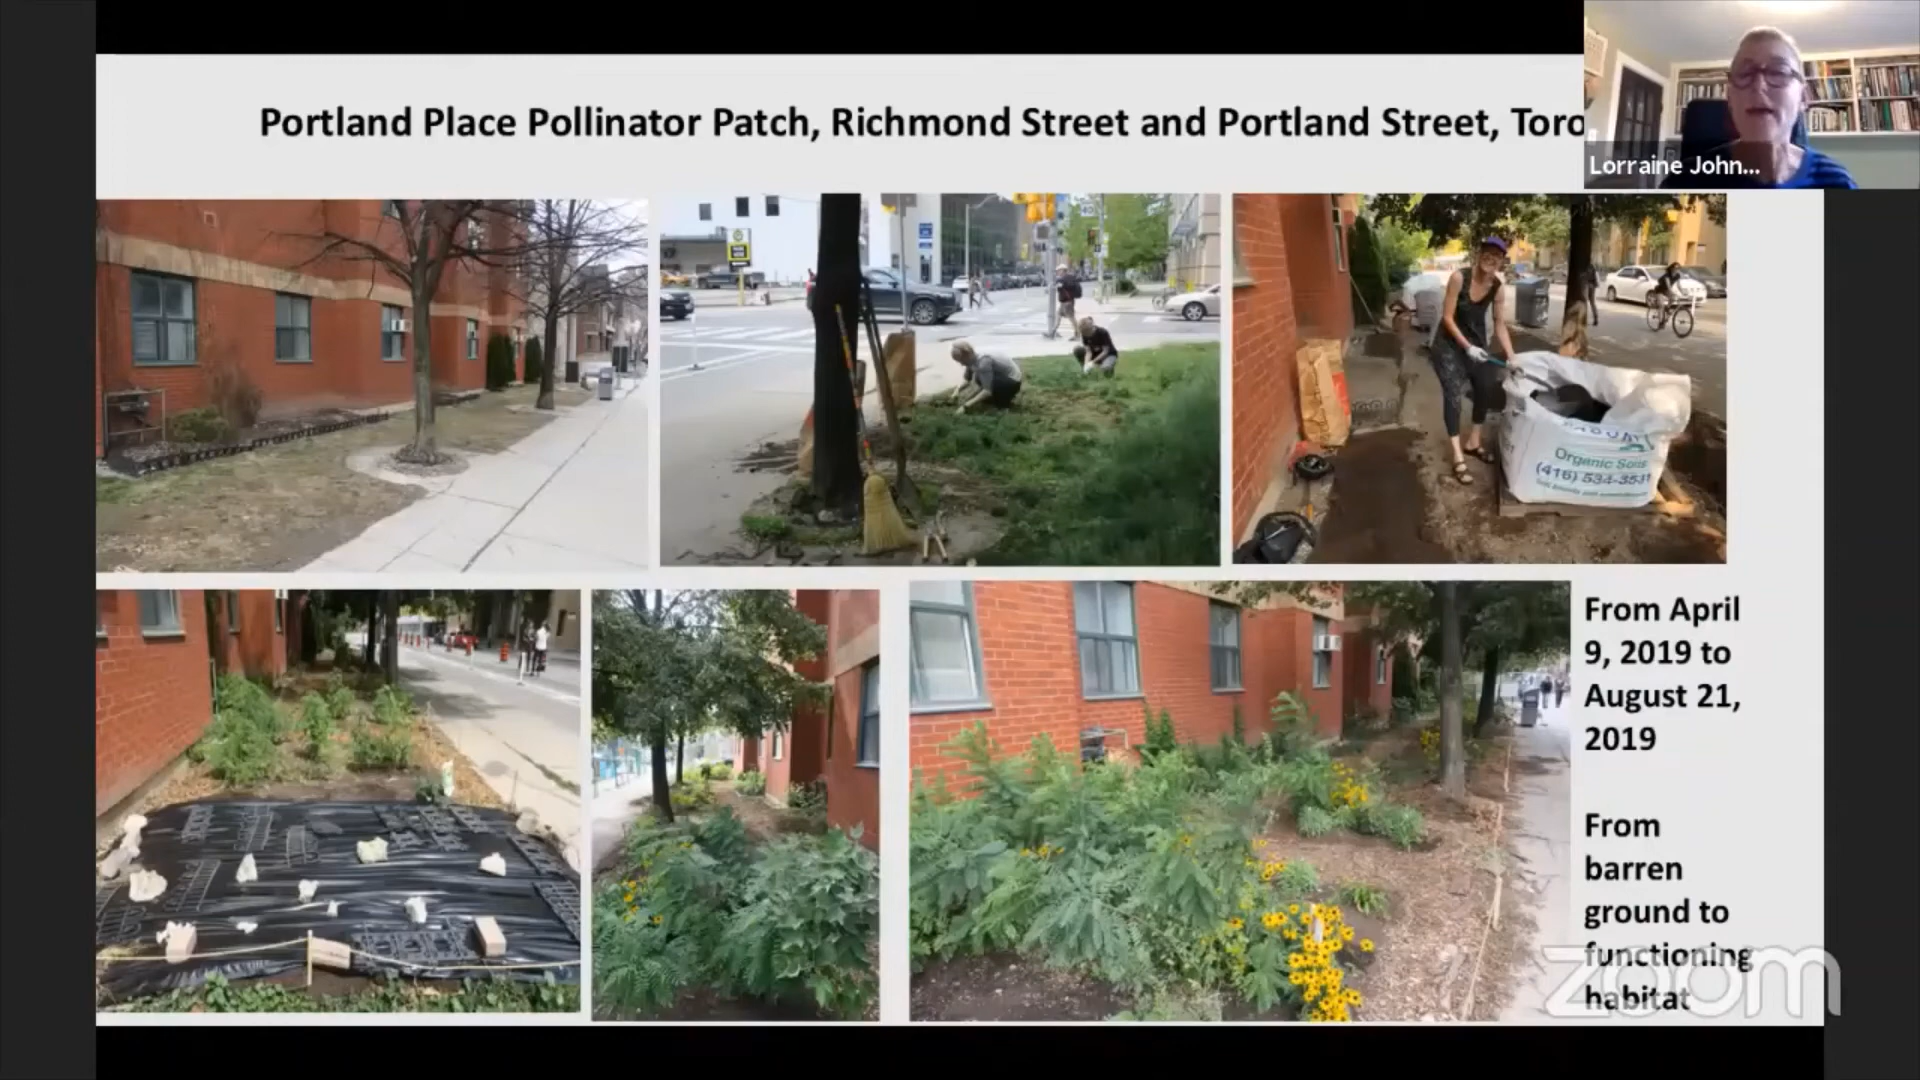 Portland Place Pollinator Patch, Richmond Street and Portland Street, Toro
Lorraine John...
Organic Soils
(416) 534-3531
From April
9, 2019 to
August 21,
2019
From
barren
ground to
functioning
habitat
zoom